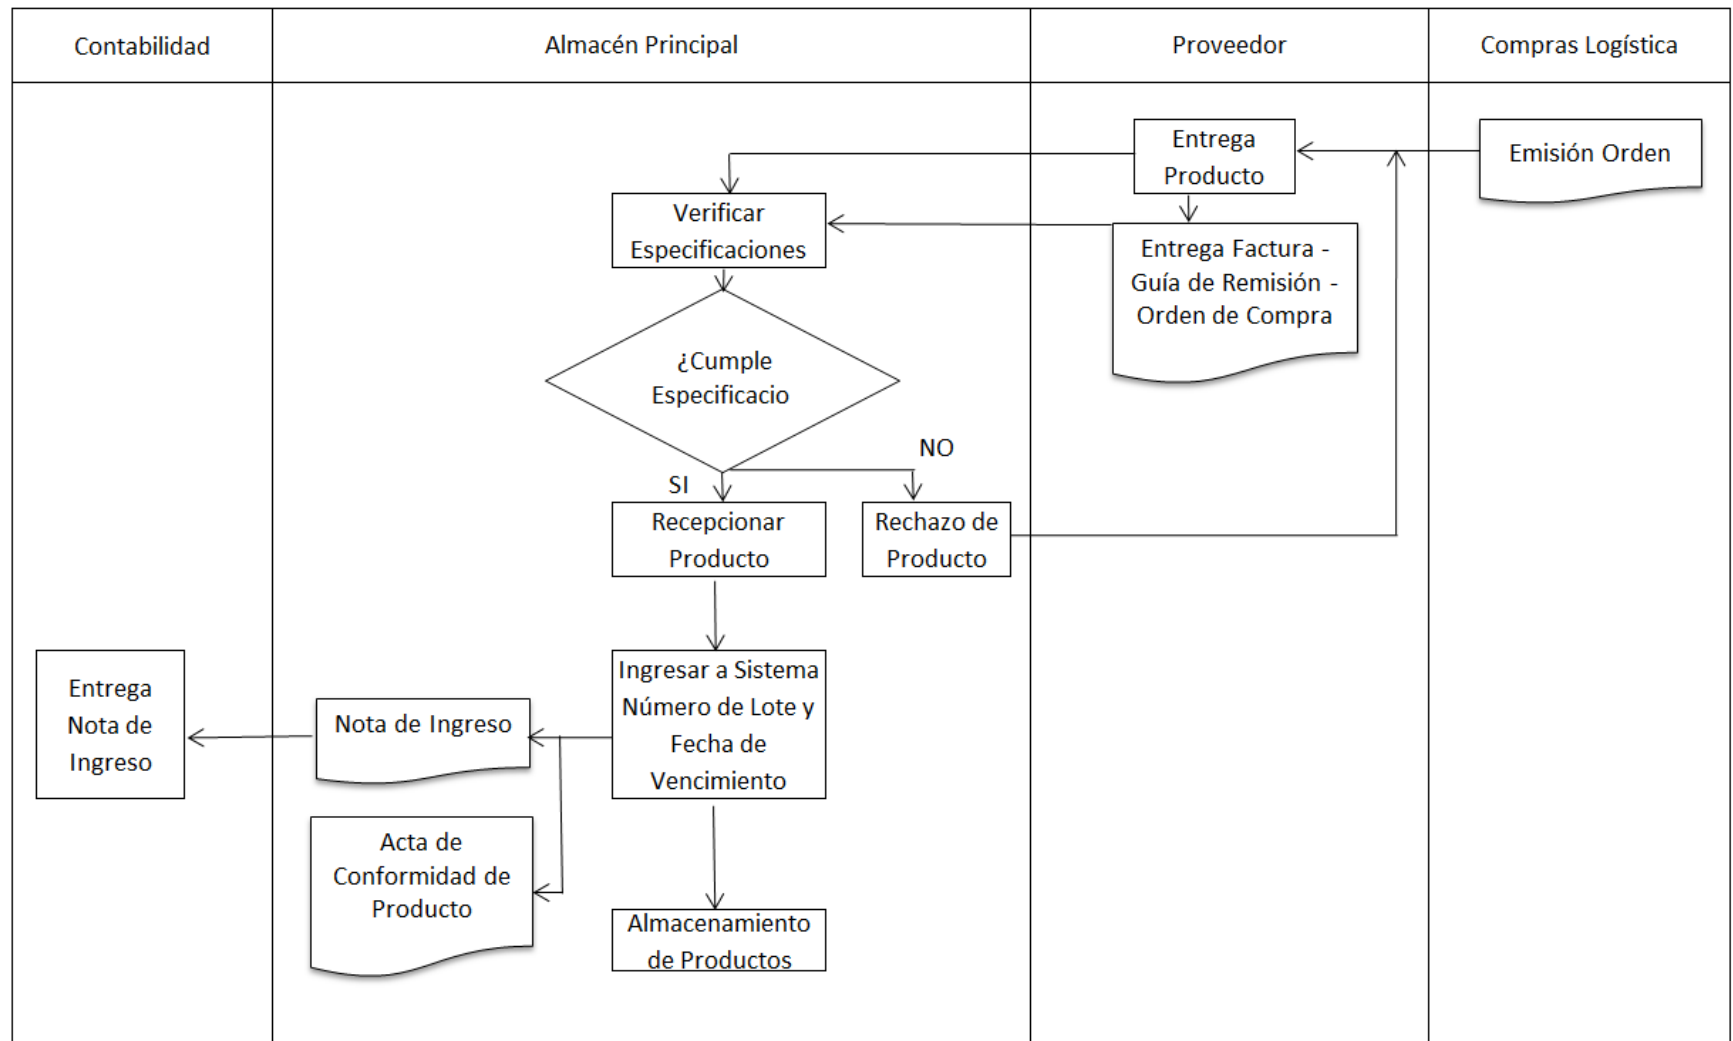 Contabilidad
Almacén Principal
Proveedor
Compras Logística
Entrega
Producto
Emisión Orden
Verificar
Especificaciones
Entrega Factura -
Guía de Remisión -
Orden de Compra
¿Cumple
Especificacio
NO
SI
Recepcionar
Producto
Rechazo de
Producto
Ingresar a Sistema
Número de Lote y
Fecha de
Vencimiento
Nota de Ingreso
Entrega
Nota de
Ingreso
Acta de
Conformidad de
Producto
Almacenamiento
de Productos